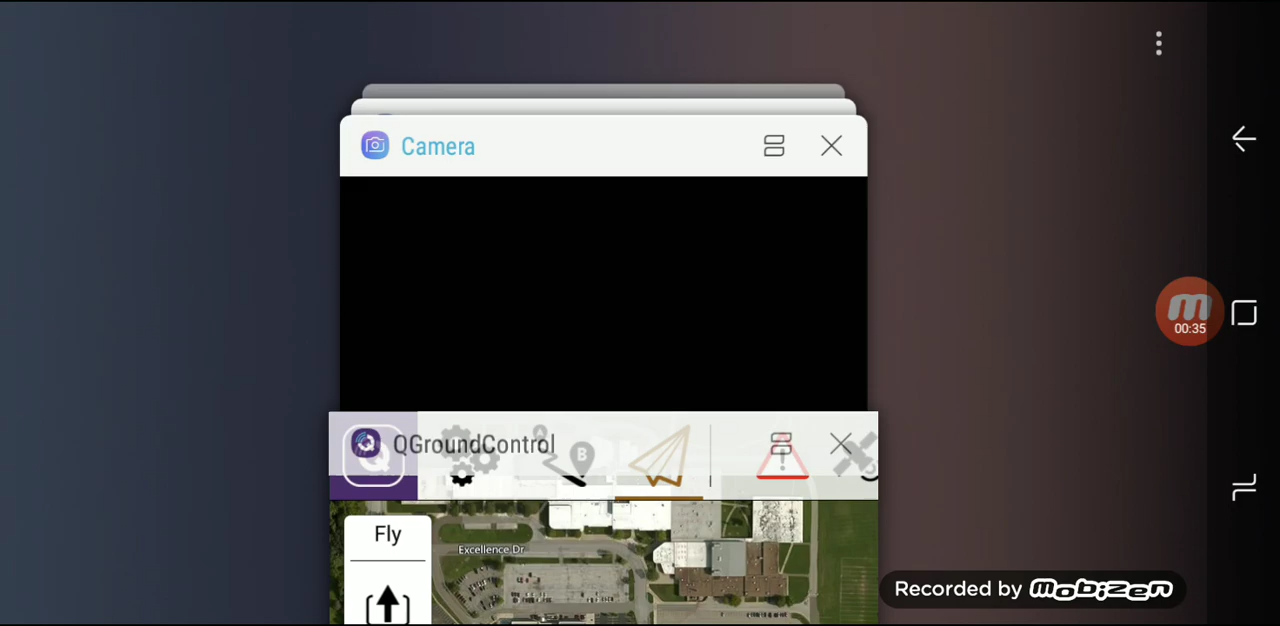 Camera
00:35
QGroundControl
A
B
Fly
Excellence Dr
Recorded by Mobizen